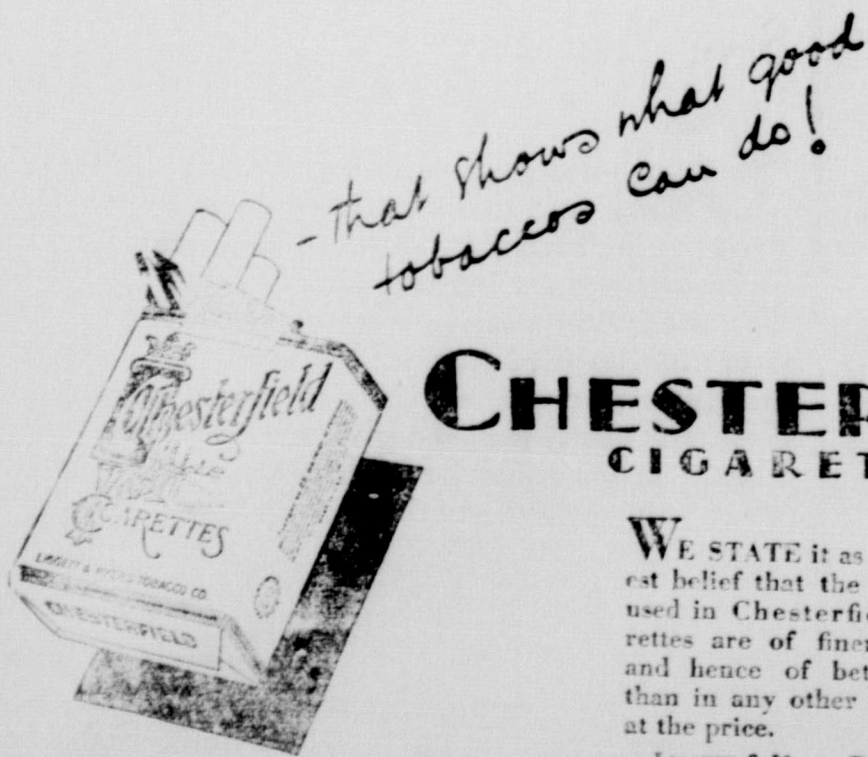 - that shows what good
tobaccos can do!
Chesterfield
CIGARETTES
LIGGETT & MYERS TOBACCO CO.
CHESTERFIELD
CHESTER
CIGARET
WE STATE it as
est belief that the
used in Chesterfie
rettes are of finer
and hence of bet
than in any other
at the price.